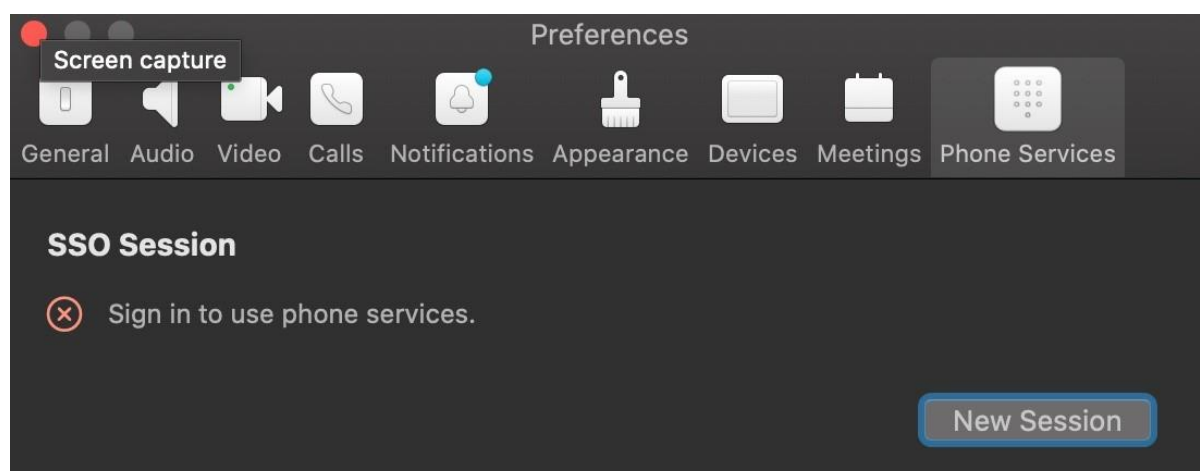 Preferences
Screen capture
General Audio Video Calls Notifications Appearance Devices Meetings Phone Services
SSO Session
Sign in to use phone services.
New Session